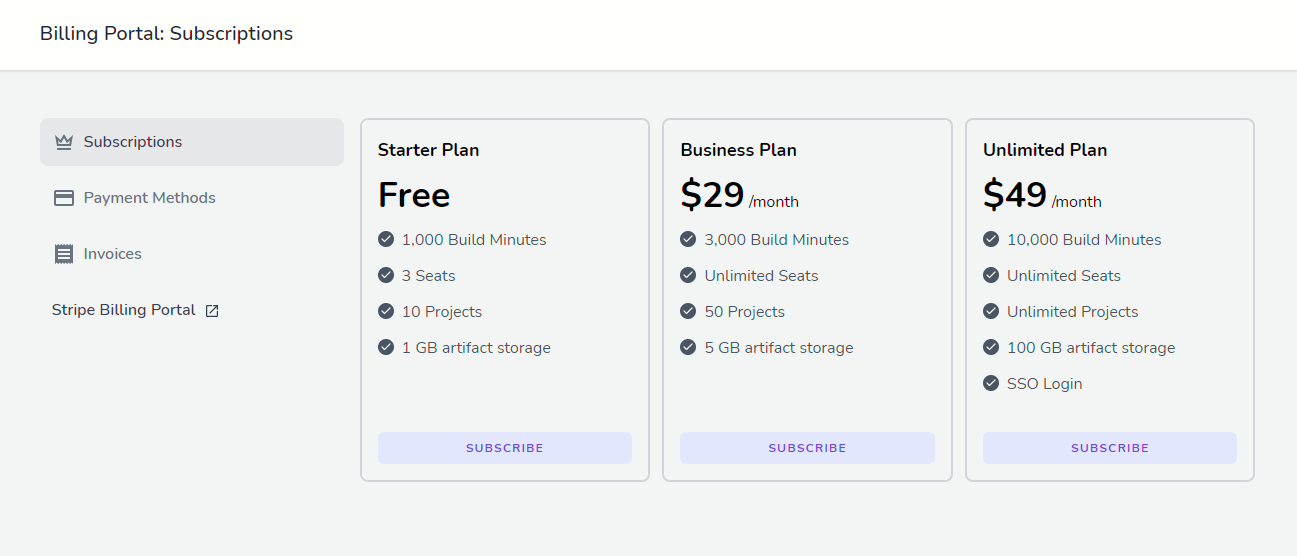 Billing Portal: Subscriptions
Subscriptions
Payment Methods
Invoices
Stripe Billing Portal
Starter Plan
Free
1,000 Build Minutes
3 Seats
10 Projects
1 GB artifact storage
SUBSCRIBE
Business Plan
$29 /month
3,000 Build Minutes
Unlimited Seats
50 Projects
5 GB artifact storage
SUBSCRIBE
Unlimited Plan
$49 /month
10,000 Build Minutes
Unlimited Seats
Unlimited Projects
100 GB artifact storage
SSO Login
SUBSCRIBE